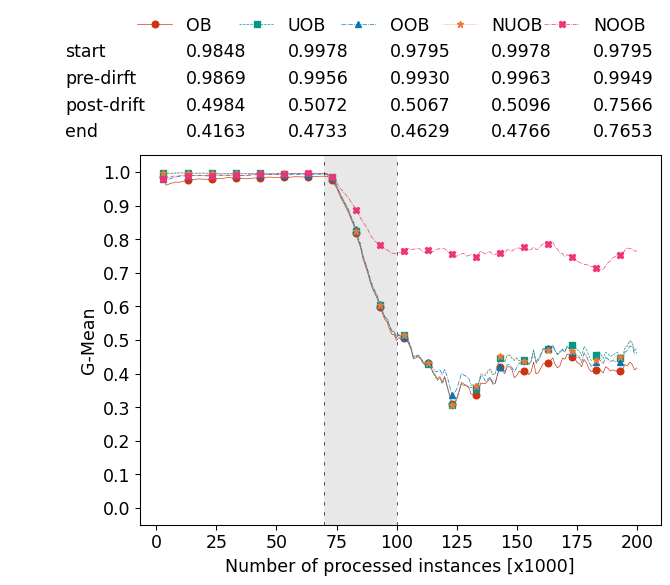 OB UOB OOB NUOB NOOB
start 0.9848 0.9978 0.9795 0.9978 0.9795
pre-dirft 0.9869 0.9956 0.9930 0.9963 0.9949
post-drift 0.4984 0.5072 0.5067 0.5096 0.7566
end 0.4163 0.4733 0.4629 0.4766 0.7653
1.0
0.9
0.8
0.7
0.6
0.5
0.4
0.3
0.2
0.1
0.0
G-Mean
0 25 50 75 100 125 150 175 200
Number of processed instances [x1000]